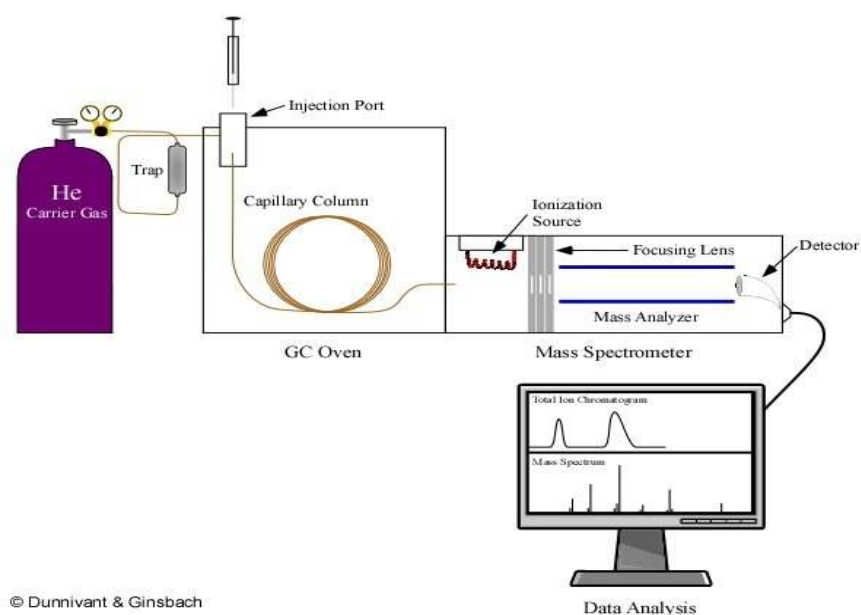 Injection Port
Trap
He
Carrier Gas
Capillary Column
Ionization
Source
Focusing Lens
Detector
Mass Analyzer
GC Oven
Mass Spectrometer
Total Ion Chromatogram
Mass Spectrum
© Dunnivant & Ginsbach
Data Analysis